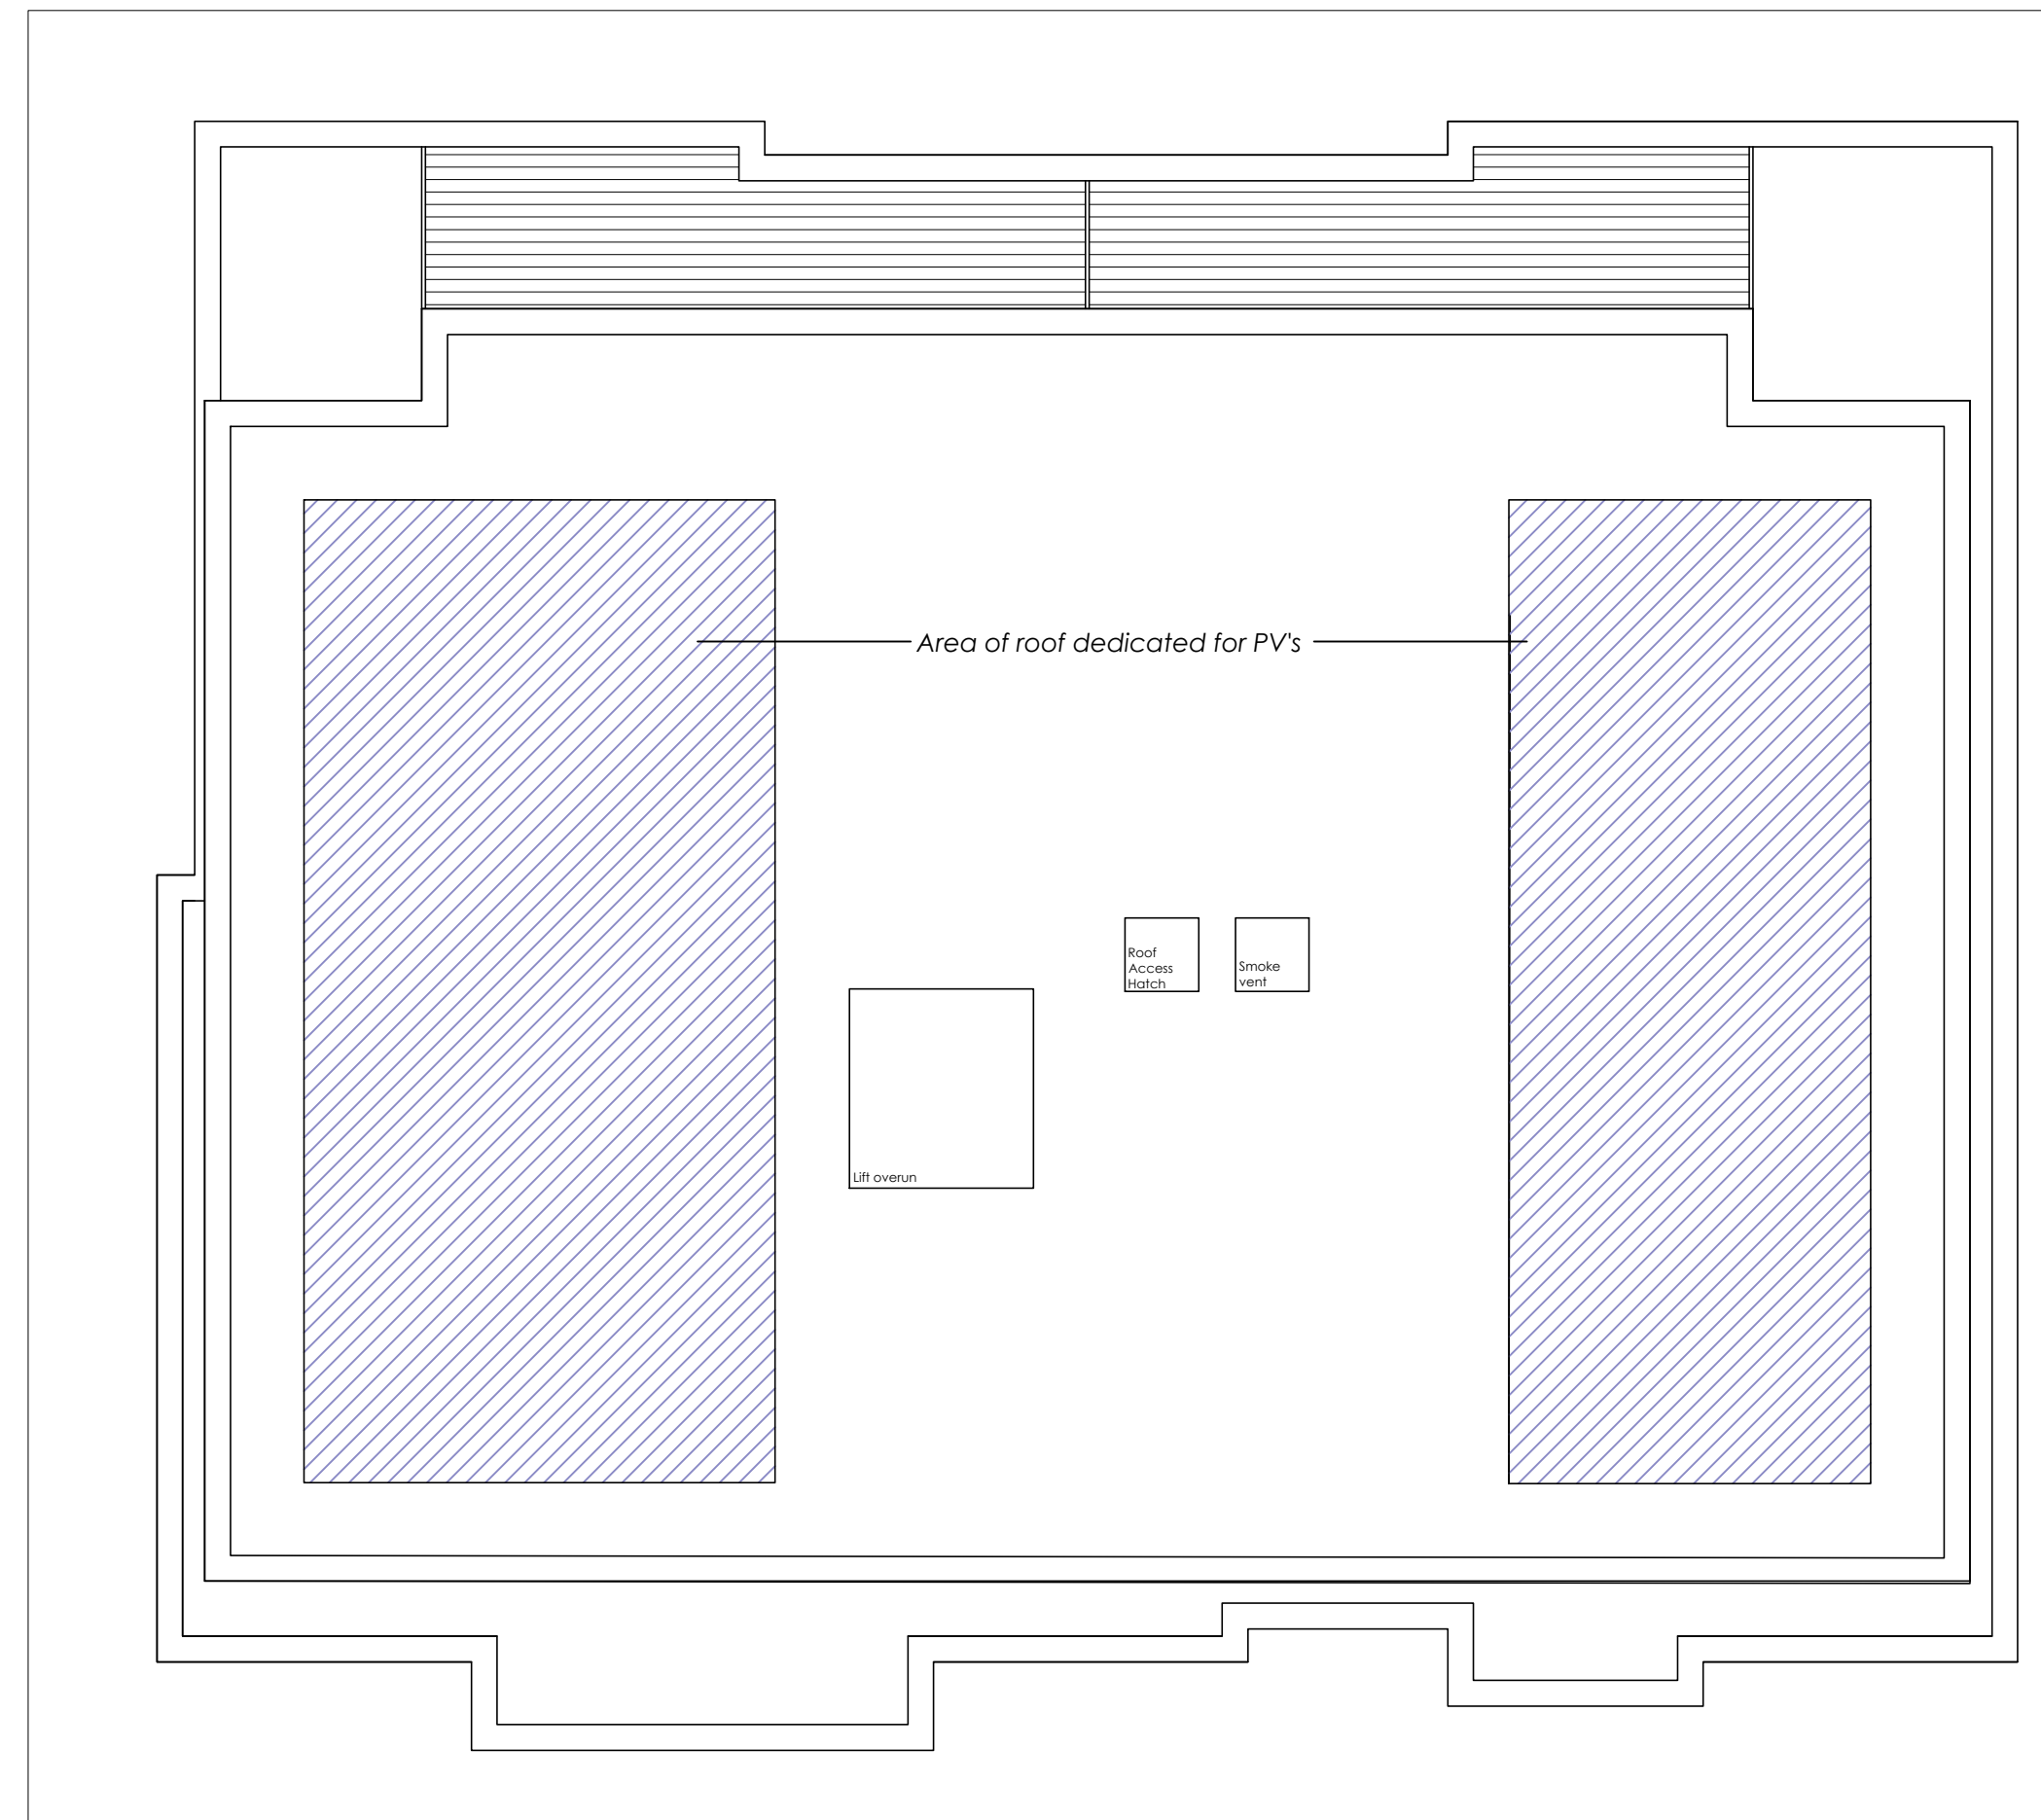 Area of roof dedicated for PV's
Roof
Access
Hatch
Smoke
vent
Lift overun